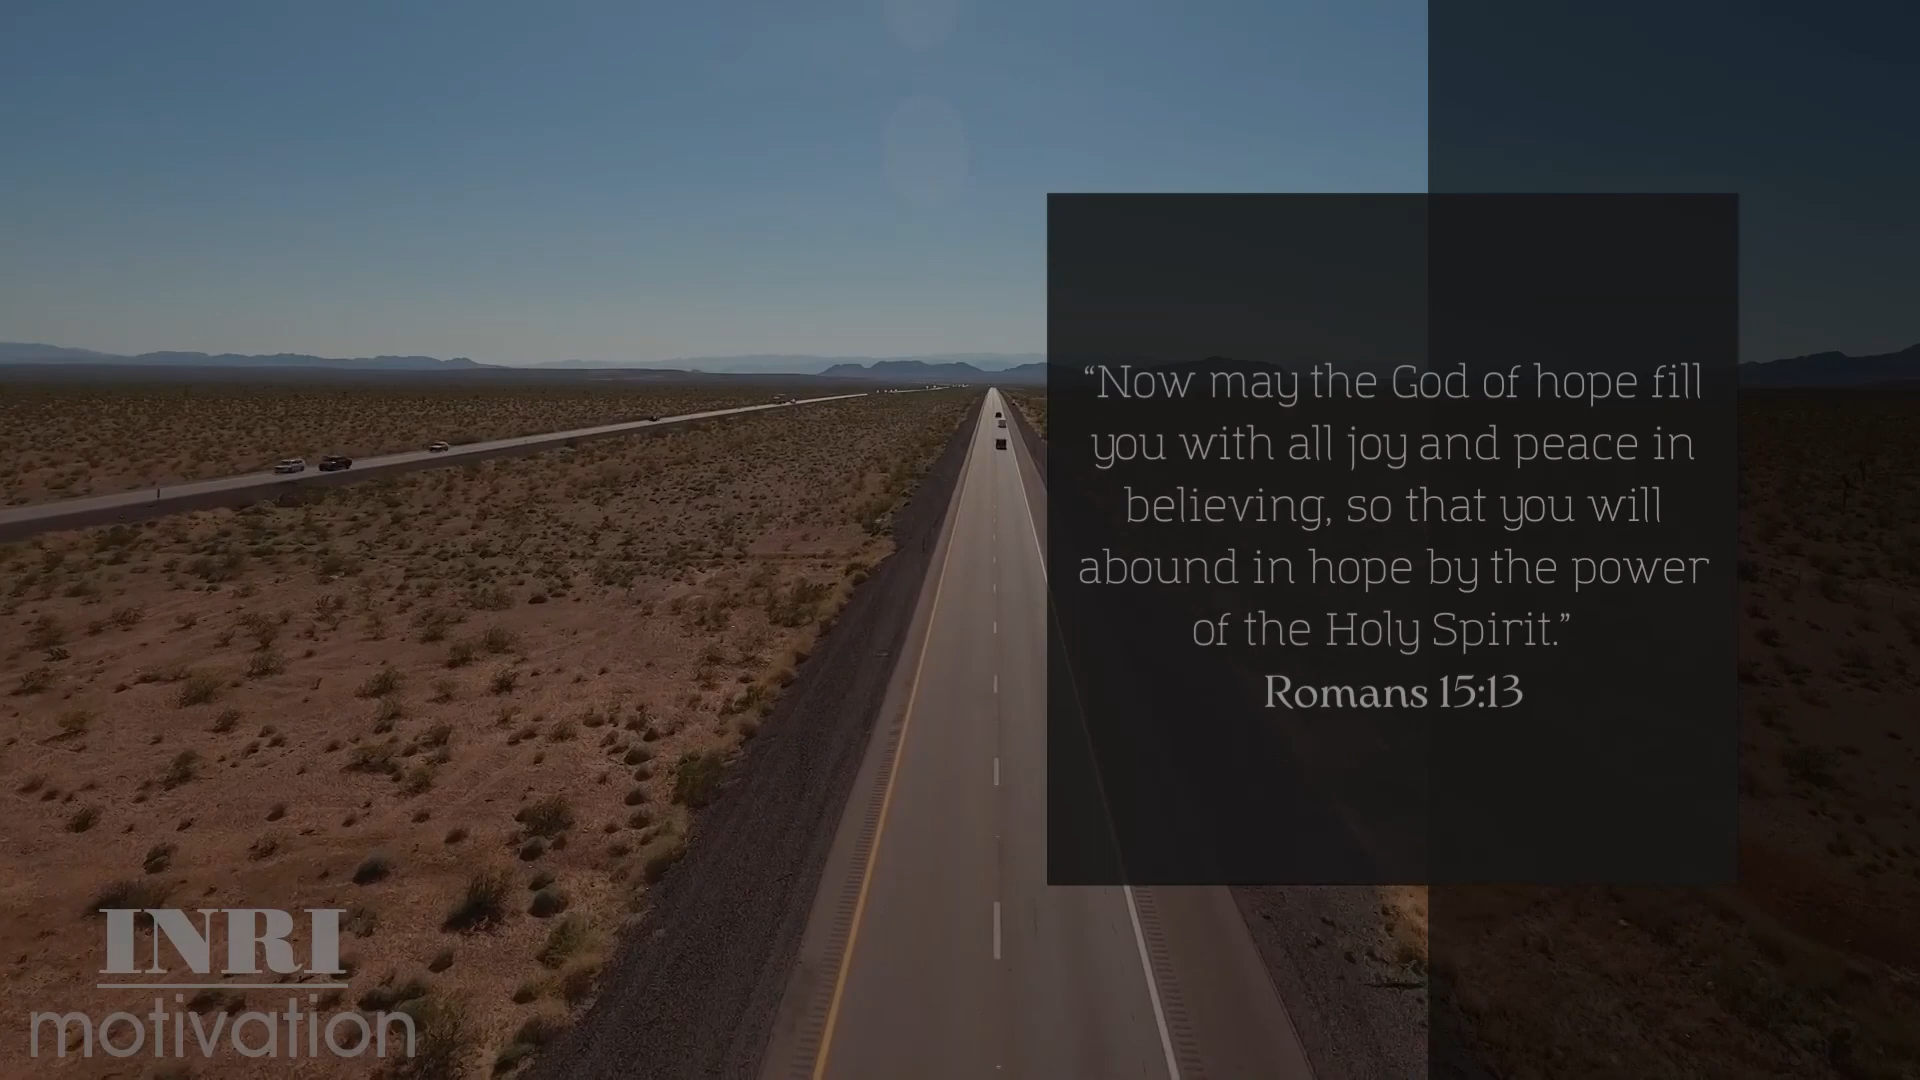 “Now may the God of hope fill
you with all joy and peace in
believing, so that you will
abound in hope by the power
of the Holy Spirit.”
Romans 15:13
INRI
motivation